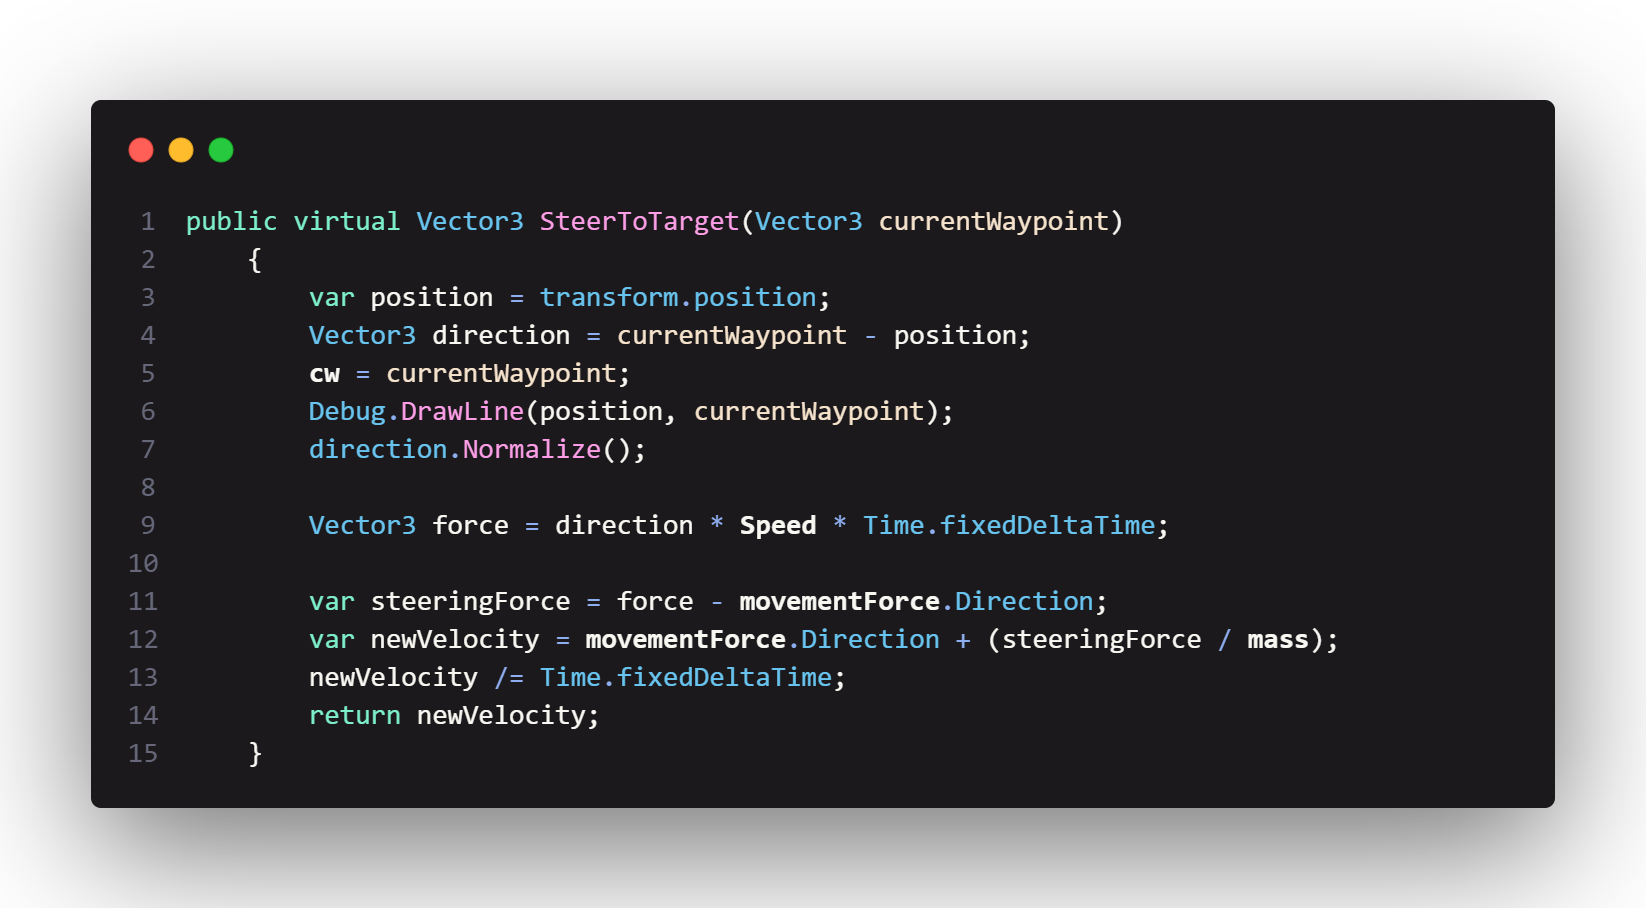 1 public virtual Vector3 SteerToTarget(Vector3 currentWaypoint)
2     {
3         var position = transform.position;
4         Vector3 direction = currentWaypoint - position;
5         cw = currentWaypoint;
6         Debug.DrawLine(position, currentWaypoint);
7         direction.Normalize();
8
9         Vector3 force = direction * Speed * Time.fixedDeltaTime;
10
11         var steeringForce = force - movementForce.Direction;
12         var newVelocity = movementForce.Direction + (steeringForce / mass);
13         newVelocity /= Time.fixedDeltaTime;
14         return newVelocity;
15     }